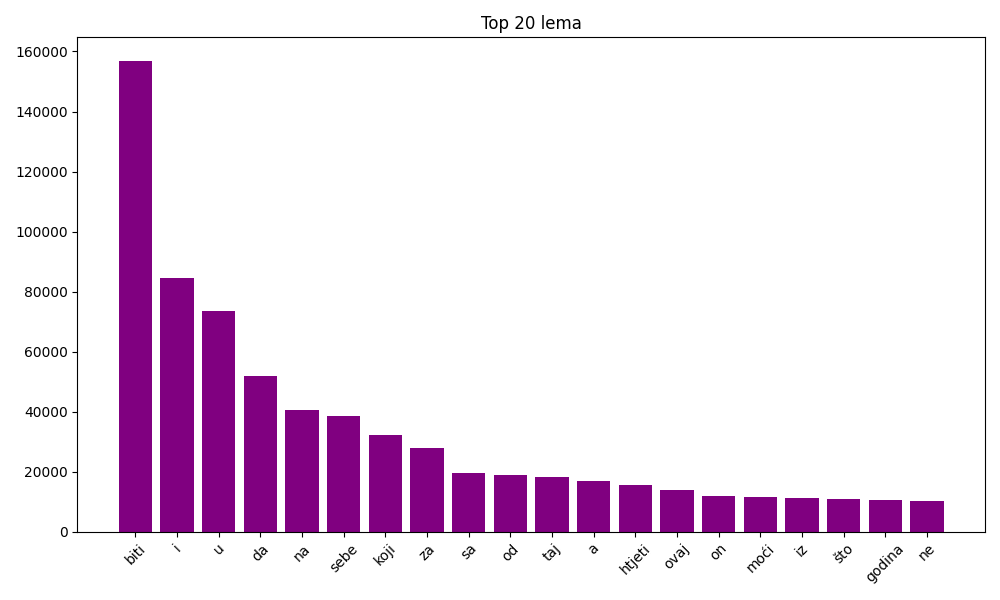 Top 20 lema
160000
140000
120000
100000
80000
60000
40000
20000
0
biti
i
u
da
na
sebe
koji
za
sa
od
taj
a
htjeti
ovaj
on
moći
iz
što
godina
ne